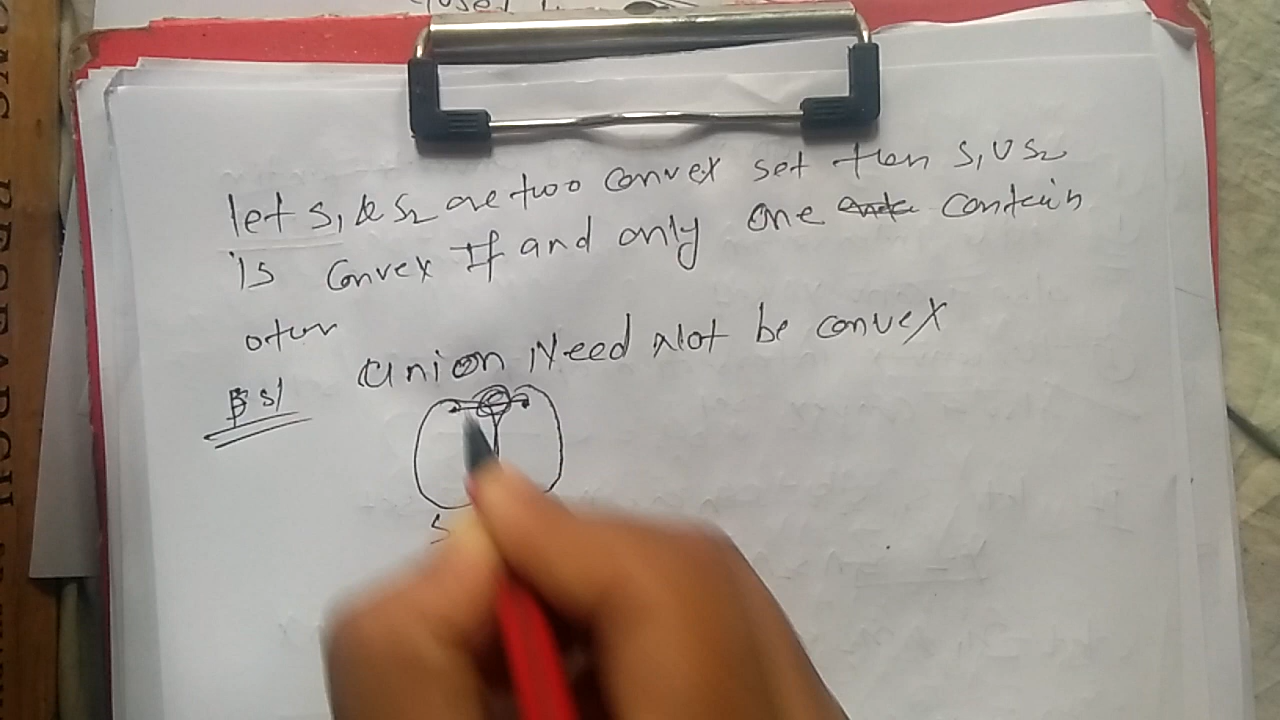 let S₁ & S₂ are two convex set then S₁ U S₂
is Convex If and only one contain
other
Union Need Not be convex
S